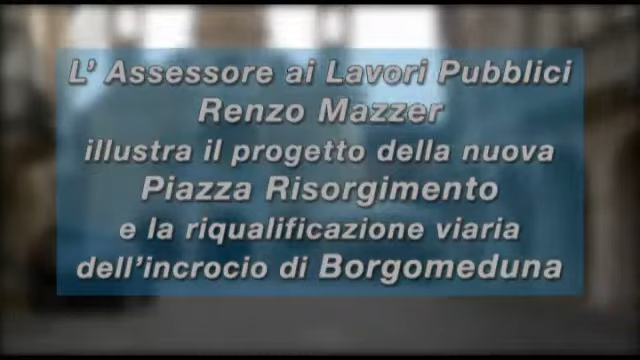 L' Assessore ai Lavori Pubblici
Renzo Mazzer
illustra il progetto della nuova
Piazza Risorgimento
e la riqualificazione viaria
dell'incrocio di Borgomeduna